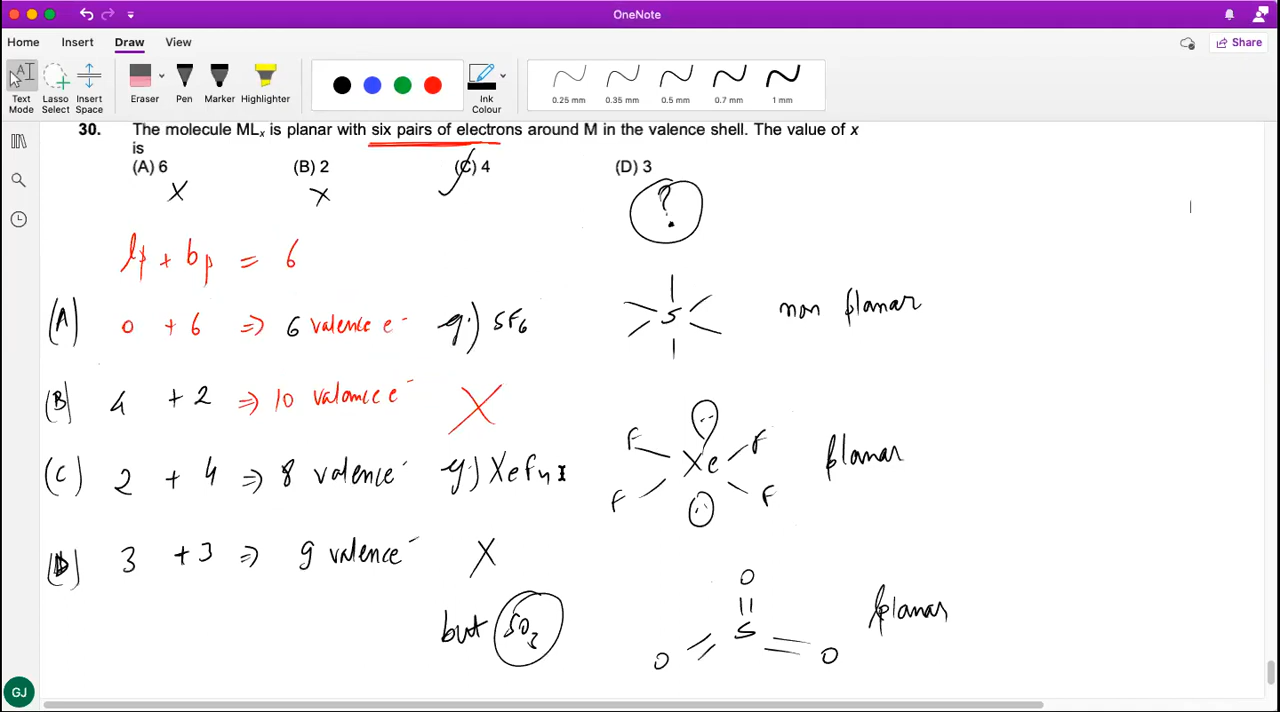 OneNote
Home Insert Draw View Share
Text Mode Lasso Select Insert Space Eraser Pen Marker Highlighter Ink Colour 0.25 mm 0.35 mm 0.5 mm 0.7 mm 1 mm
30. The molecule MLx is planar with six pairs of electrons around M in the valence shell. The value of x
is
(A) 6 (B) 2 (C) 4 (D) 3
X X ✓ ?
lp + bp = 6
(A) 0 + 6 ⇒ 6 valence e⁻ eg:) SF6 S non planar
(B) 4 + 2 ⇒ 10 valance e⁻ X
(C) 2 + 4 ⇒ 8 valence⁻ eg:) XeF4 F F Xe F F planar
(D) 3 + 3 ⇒ 9 valence⁻ X
but SO3 O S O O planar
GJ